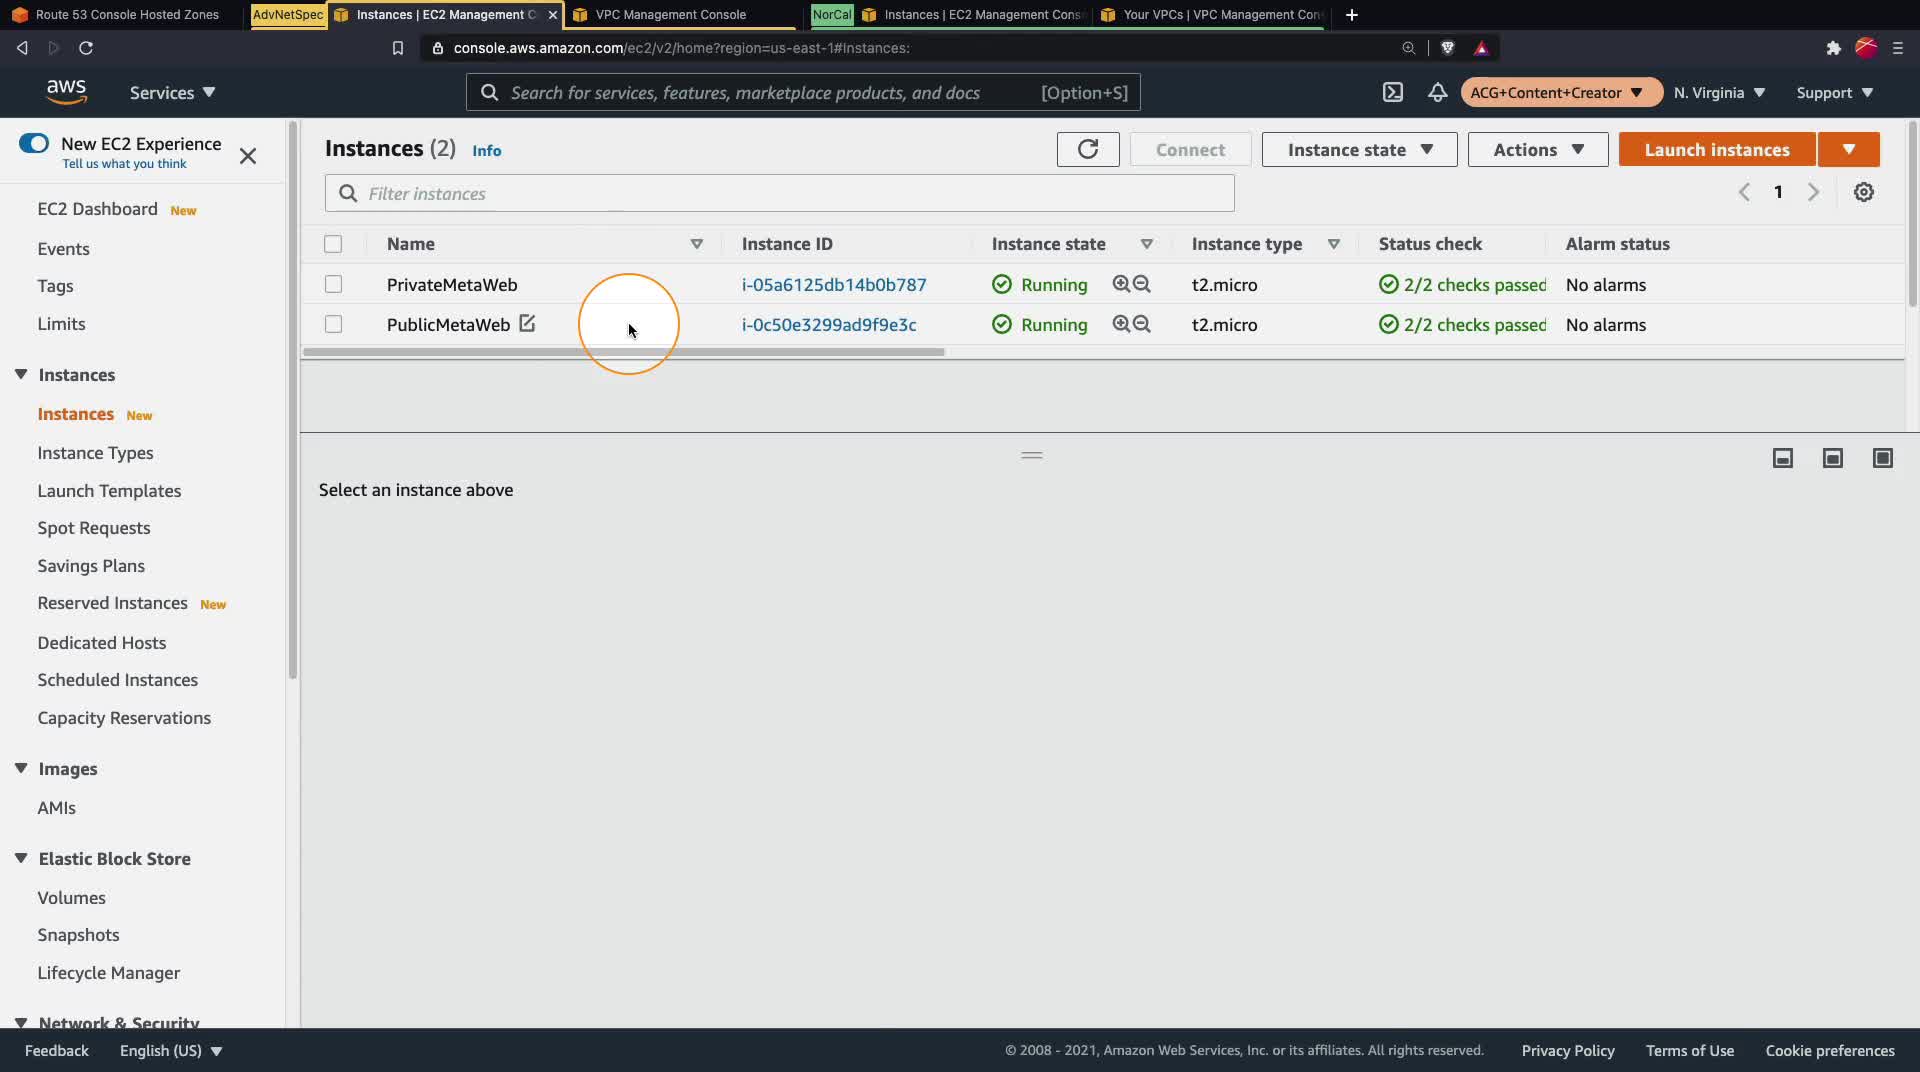 Route 53 Console Hosted Zones
AdvNetSpec
Instances | EC2 Management C
VPC Management Console
NorCal
Instances | EC2 Management Cons
Your VPCs | VPC Management Con
console.aws.amazon.com/ec2/v2/home?region=us-east-1#Instances:
aws
Services
Search for services, features, marketplace products, and docs
[Option+S]
ACG+Content+Creator
N. Virginia
Support
New EC2 Experience
Tell us what you think
EC2 Dashboard New
Events
Tags
Limits
Instances
Instances New
Instance Types
Launch Templates
Spot Requests
Savings Plans
Reserved Instances New
Dedicated Hosts
Scheduled Instances
Capacity Reservations
Images
AMIs
Elastic Block Store
Volumes
Snapshots
Lifecycle Manager
Network & Security
Instances (2) Info
Connect
Instance state
Actions
Launch instances
Filter instances
1
Name Instance ID Instance state Instance type Status check Alarm status
PrivateMetaWeb i-05a6125db14b0b787 Running t2.micro 2/2 checks passed No alarms
PublicMetaWeb i-0c50e3299ad9f9e3c Running t2.micro 2/2 checks passed No alarms
Select an instance above
Feedback
English (US)
© 2008 - 2021, Amazon Web Services, Inc. or its affiliates. All rights reserved.
Privacy Policy
Terms of Use
Cookie preferences